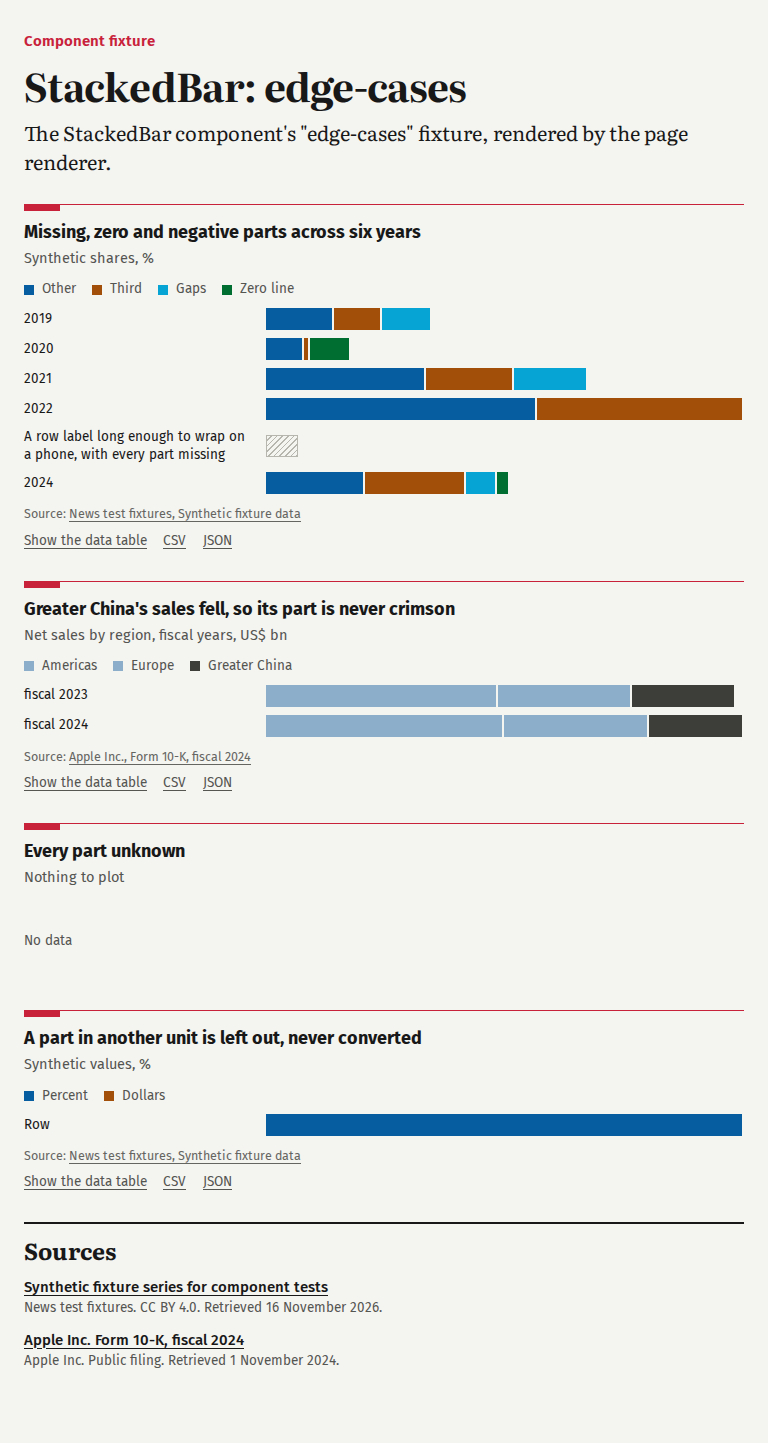 Component fixture
StackedBar: edge-cases
The StackedBar component's "edge-cases" fixture, rendered by the page
renderer.
Missing, zero and negative parts across six years
Synthetic shares, %
Other Third Gaps Zero line
2019
2020
2021
2022
A row label long enough to wrap on
a phone, with every part missing
2024
Source: News test fixtures, Synthetic fixture data
Show the data table CSV JSON
Greater China's sales fell, so its part is never crimson
Net sales by region, fiscal years, US$ bn
Americas Europe Greater China
fiscal 2023
fiscal 2024
Source: Apple Inc., Form 10-K, fiscal 2024
Show the data table CSV JSON
Every part unknown
Nothing to plot
No data
A part in another unit is left out, never converted
Synthetic values, %
Percent Dollars
Row
Source: News test fixtures, Synthetic fixture data
Show the data table CSV JSON
Sources
Synthetic fixture series for component tests
News test fixtures. CC BY 4.0. Retrieved 16 November 2026.
Apple Inc. Form 10-K, fiscal 2024
Apple Inc. Public filing. Retrieved 1 November 2024.